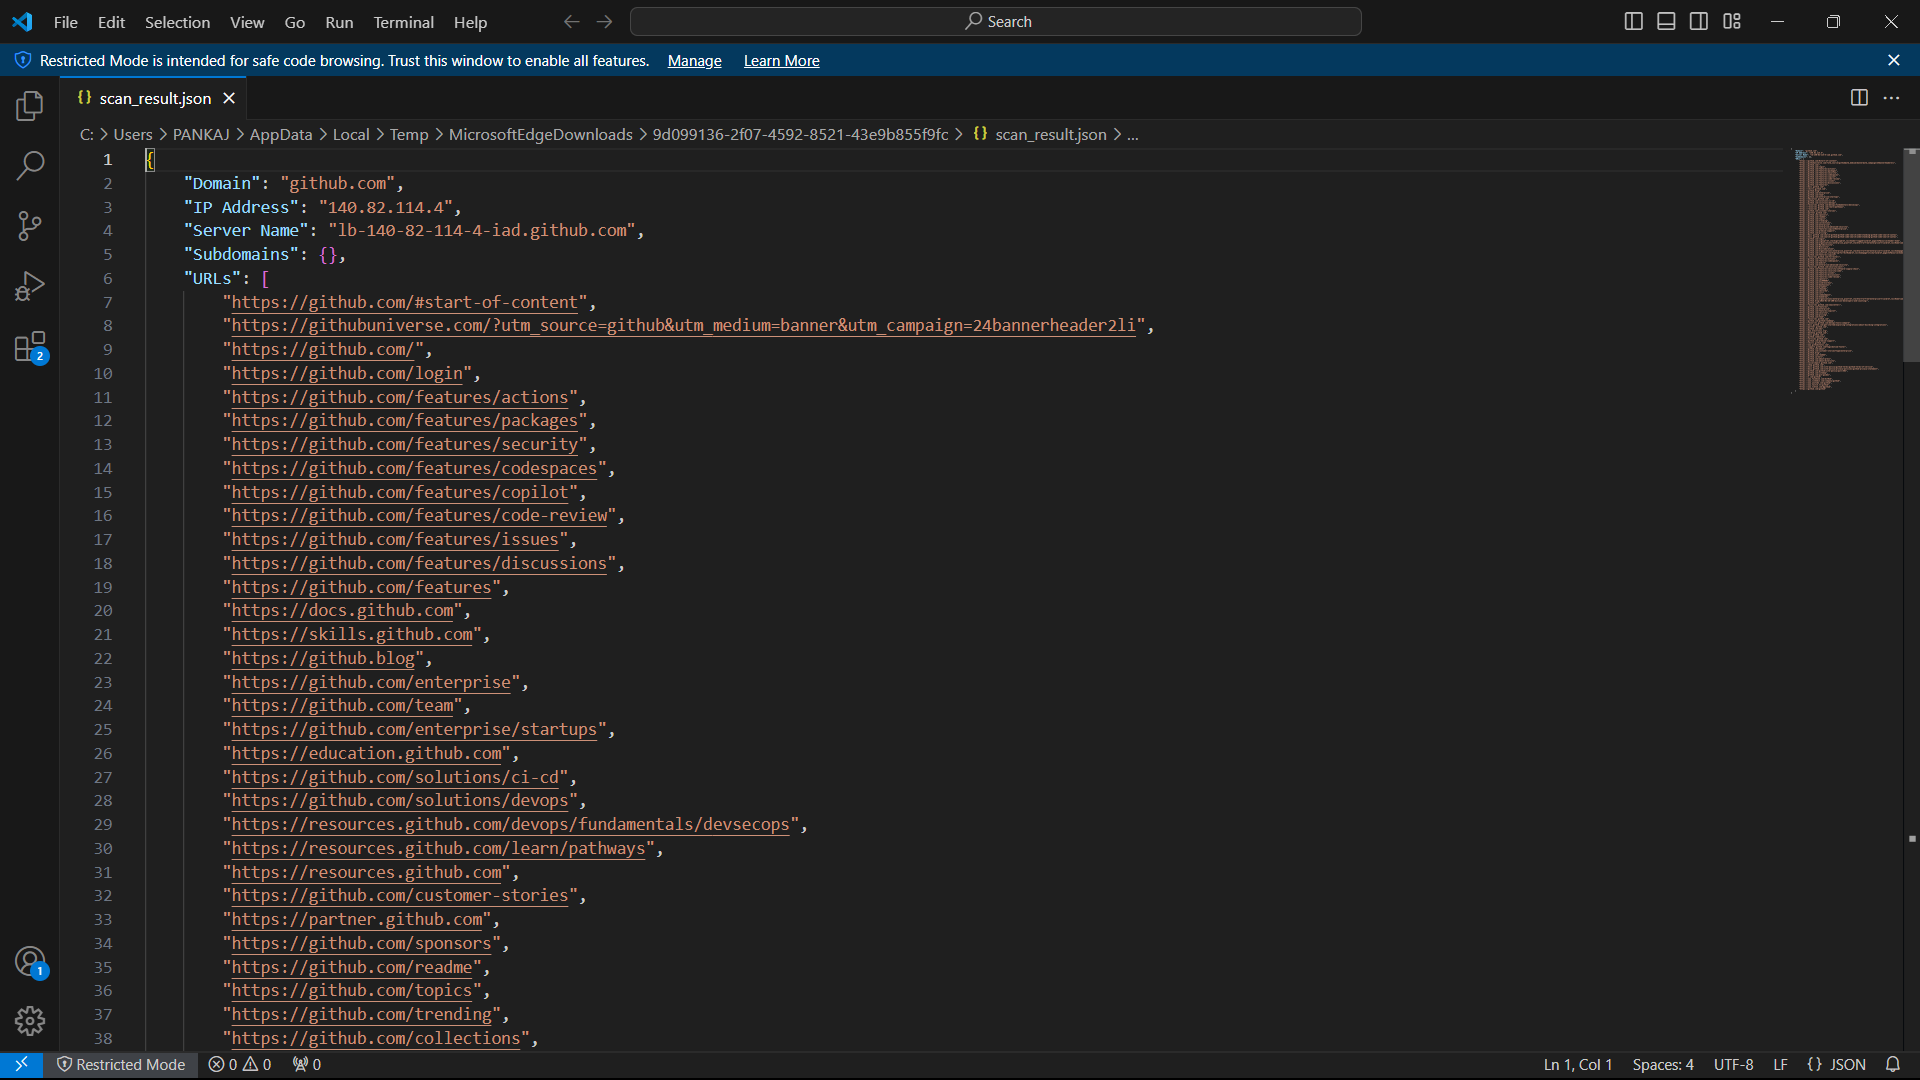 File Edit Selection View Go Run Terminal Help Search
Restricted Mode is intended for safe code browsing. Trust this window to enable all features. Manage Learn More
{} scan_result.json
C: > Users > PANKAJ > AppData > Local > Temp > MicrosoftEdgeDownloads > 9d099136-2f07-4592-8521-43e9b855f9fc > {} scan_result.json > ...
1 {
2 "Domain": "github.com",
3 "IP Address": "140.82.114.4",
4 "Server Name": "lb-140-82-114-4-iad.github.com",
5 "Subdomains": {},
6 "URLs": [
7 "https://github.com/#start-of-content",
8 "https://githubuniverse.com/?utm_source=github&utm_medium=banner&utm_campaign=24bannerheader2li",
9 "https://github.com/",
10 "https://github.com/login",
11 "https://github.com/features/actions",
12 "https://github.com/features/packages",
13 "https://github.com/features/security",
14 "https://github.com/features/codespaces",
15 "https://github.com/features/copilot",
16 "https://github.com/features/code-review",
17 "https://github.com/features/issues",
18 "https://github.com/features/discussions",
19 "https://github.com/features",
20 "https://docs.github.com",
21 "https://skills.github.com",
22 "https://github.blog",
23 "https://github.com/enterprise",
24 "https://github.com/team",
25 "https://github.com/enterprise/startups",
26 "https://education.github.com",
27 "https://github.com/solutions/ci-cd",
28 "https://github.com/solutions/devops",
29 "https://resources.github.com/devops/fundamentals/devsecops",
30 "https://resources.github.com/learn/pathways",
31 "https://resources.github.com",
32 "https://github.com/customer-stories",
33 "https://partner.github.com",
34 "https://github.com/sponsors",
35 "https://github.com/readme",
36 "https://github.com/topics",
37 "https://github.com/trending",
38 "https://github.com/collections",
2
1
Restricted Mode 0 0 0 Ln 1, Col 1 Spaces: 4 UTF-8 LF {} JSON